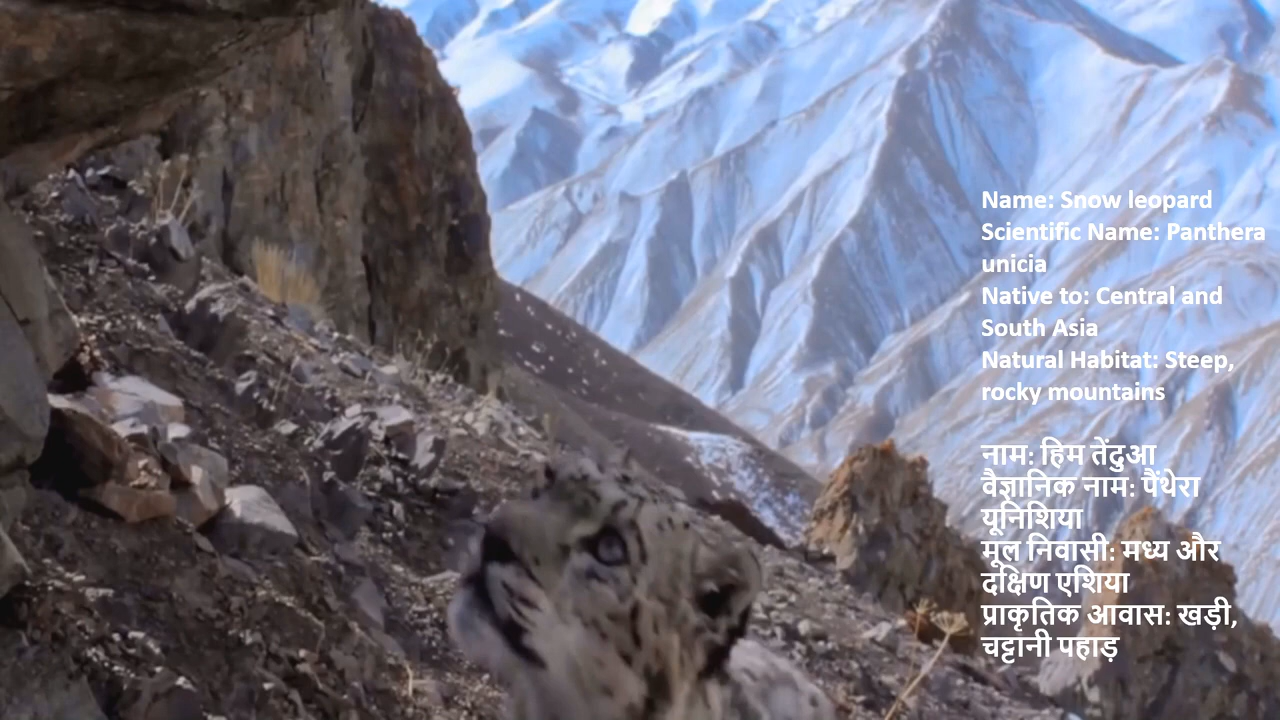 Name: Snow leopard
Scientific Name: Panthera
unicia
Native to: Central and
South Asia
Natural Habitat: Steep,
rocky mountains
नाम: हिम तेंदुआ
वैज्ञानिक नाम: पैंथेरा
यूनिशिया
मूल निवासी: मध्य और
दक्षिण एशिया
प्राकृतिक आवास: खड़ी,
चट्टानी पहाड़